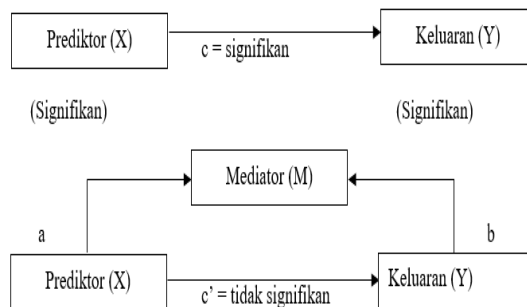 Prediktor (X)
Keluaran (Y)
c = signifikan
(Signifikan)
(Signifikan)
Mediator (M)
a
b
Prediktor (X)
Keluaran (Y)
c' = tidak signifikan